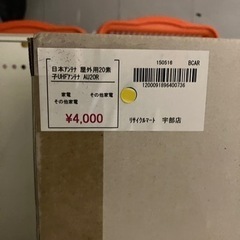 日本アンテナ 屋外用20素
子UHFアンテナ AU20R
家電 その他家電
その他家電
¥4,000
150516 BCAR
1200091896400736
リサイクルマート 宇部店